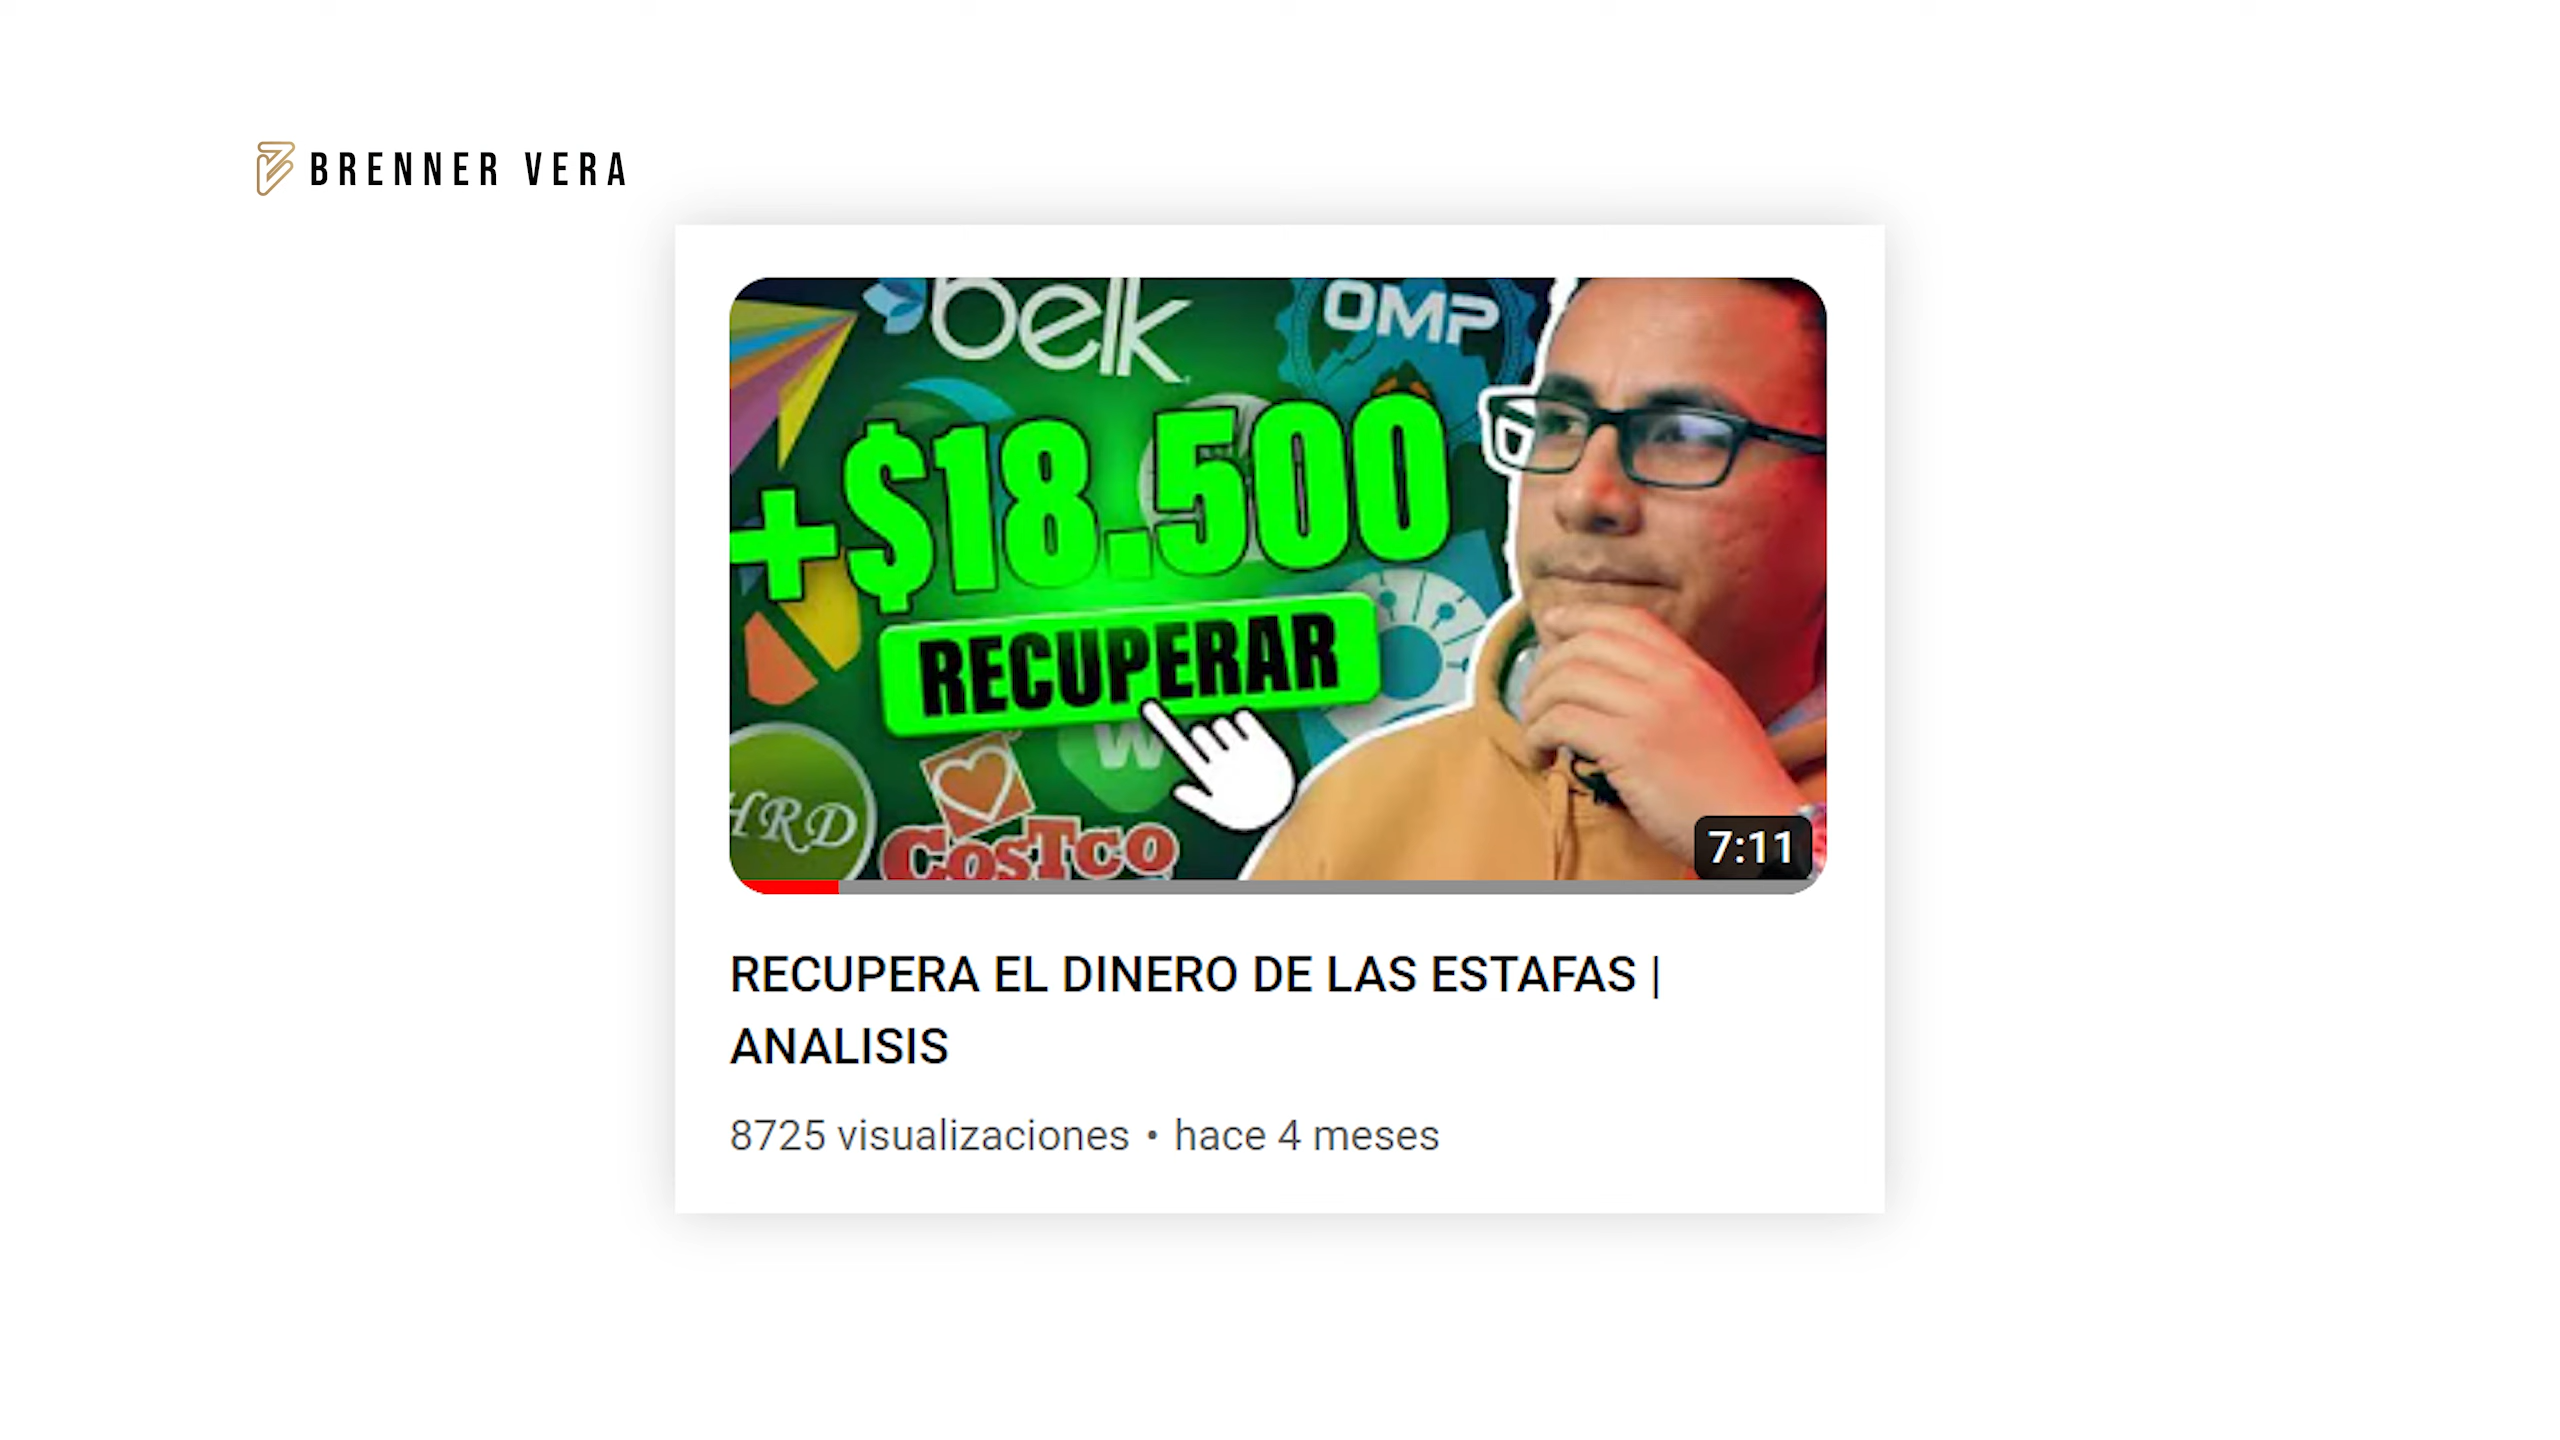 BRENNER VERA
belk
OMP
+$18.500
RECUPERAR
W
HRD
COSTCO
7:11
RECUPERA EL DINERO DE LAS ESTAFAS |
ANALISIS
8725 visualizaciones • hace 4 meses